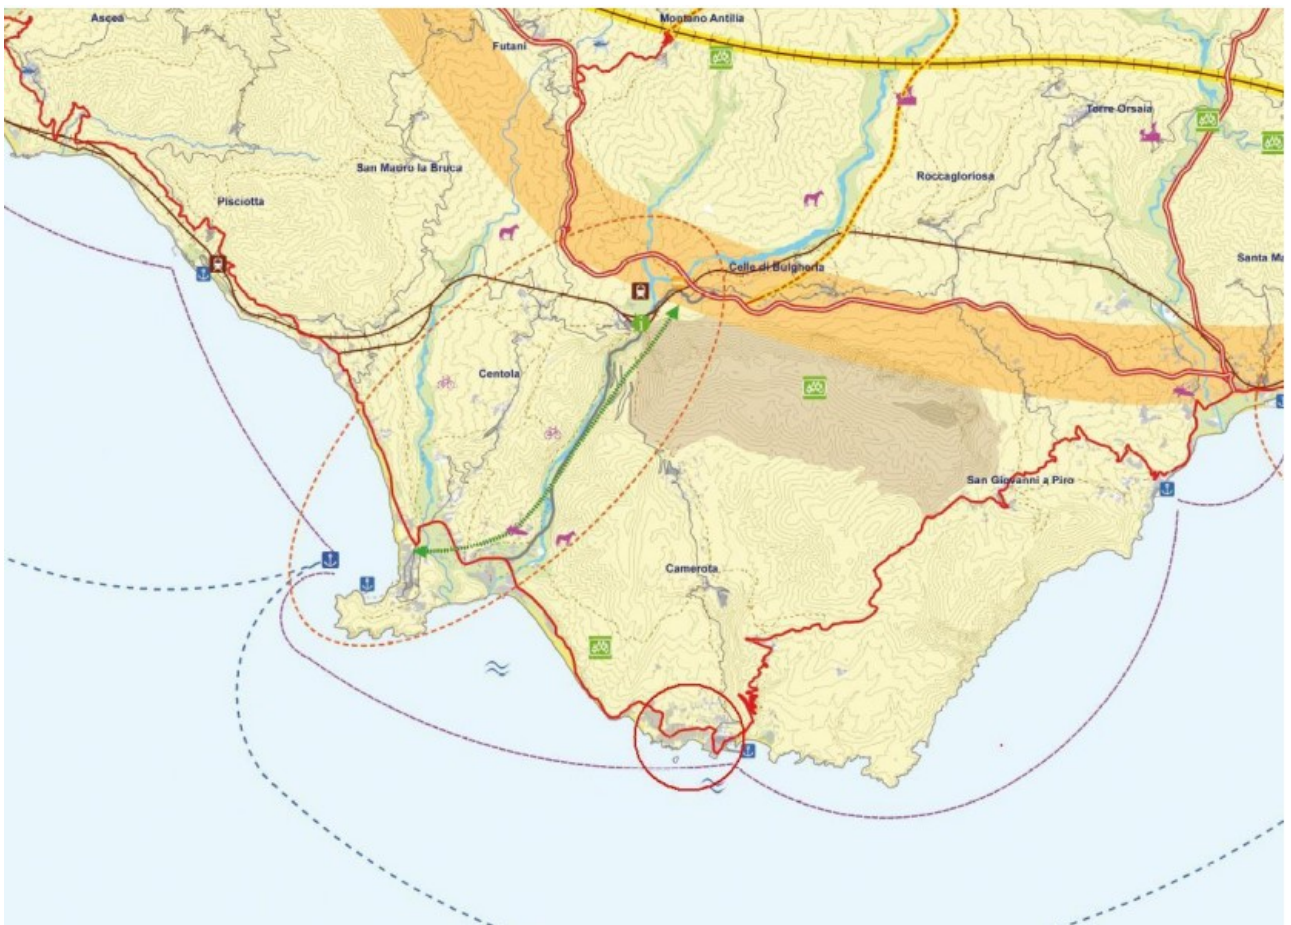 Ascea
Montano Antilia
Futani
Torre Orsaia
San Mauro la Bruca
Roccagloriosa
Pisciotta
Santa Ma
Celle di Bulgheria
Centola
San Giovanni a Piro
Camerota